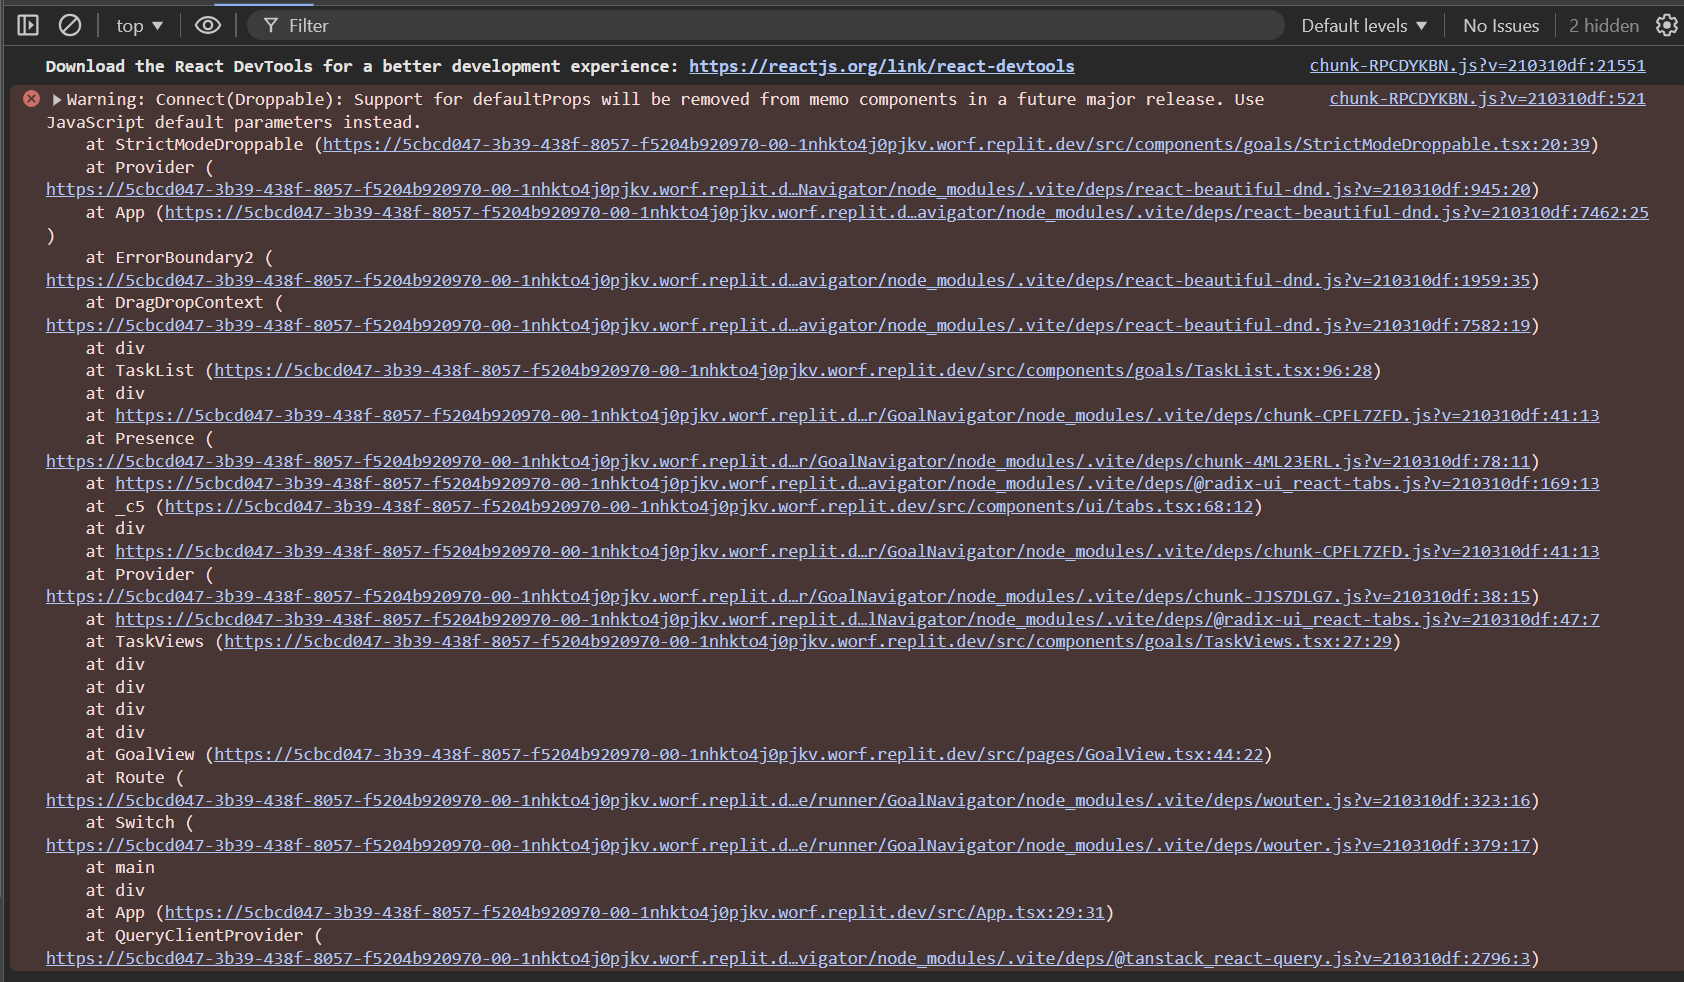 top ▼ Filter Default levels ▼ No Issues 2 hidden
Download the React DevTools for a better development experience: https://reactjs.org/link/react-devtools chunk-RPCDYKBN.js?v=210310df:21551
▶Warning: Connect(Droppable): Support for defaultProps will be removed from memo components in a future major release. Use chunk-RPCDYKBN.js?v=210310df:521
JavaScript default parameters instead.
at StrictModeDroppable (https://5cbcd047-3b39-438f-8057-f5204b920970-00-1nhkto4j0pjkv.worf.replit.dev/src/components/goals/StrictModeDroppable.tsx:20:39)
at Provider (
https://5cbcd047-3b39-438f-8057-f5204b920970-00-1nhkto4j0pjkv.worf.replit.d…Navigator/node_modules/.vite/deps/react-beautiful-dnd.js?v=210310df:945:20)
at App (https://5cbcd047-3b39-438f-8057-f5204b920970-00-1nhkto4j0pjkv.worf.replit.d…avigator/node_modules/.vite/deps/react-beautiful-dnd.js?v=210310df:7462:25
)
at ErrorBoundary2 (
https://5cbcd047-3b39-438f-8057-f5204b920970-00-1nhkto4j0pjkv.worf.replit.d…avigator/node_modules/.vite/deps/react-beautiful-dnd.js?v=210310df:1959:35)
at DragDropContext (
https://5cbcd047-3b39-438f-8057-f5204b920970-00-1nhkto4j0pjkv.worf.replit.d…avigator/node_modules/.vite/deps/react-beautiful-dnd.js?v=210310df:7582:19)
at div
at TaskList (https://5cbcd047-3b39-438f-8057-f5204b920970-00-1nhkto4j0pjkv.worf.replit.dev/src/components/goals/TaskList.tsx:96:28)
at div
at https://5cbcd047-3b39-438f-8057-f5204b920970-00-1nhkto4j0pjkv.worf.replit.d…r/GoalNavigator/node_modules/.vite/deps/chunk-CPFL7ZFD.js?v=210310df:41:13
at Presence (
https://5cbcd047-3b39-438f-8057-f5204b920970-00-1nhkto4j0pjkv.worf.replit.d…r/GoalNavigator/node_modules/.vite/deps/chunk-4ML23ERL.js?v=210310df:78:11)
at https://5cbcd047-3b39-438f-8057-f5204b920970-00-1nhkto4j0pjkv.worf.replit.d…avigator/node_modules/.vite/deps/@radix-ui_react-tabs.js?v=210310df:169:13
at _c5 (https://5cbcd047-3b39-438f-8057-f5204b920970-00-1nhkto4j0pjkv.worf.replit.dev/src/components/ui/tabs.tsx:68:12)
at div
at https://5cbcd047-3b39-438f-8057-f5204b920970-00-1nhkto4j0pjkv.worf.replit.d…r/GoalNavigator/node_modules/.vite/deps/chunk-CPFL7ZFD.js?v=210310df:41:13
at Provider (
https://5cbcd047-3b39-438f-8057-f5204b920970-00-1nhkto4j0pjkv.worf.replit.d…r/GoalNavigator/node_modules/.vite/deps/chunk-JJS7DLG7.js?v=210310df:38:15)
at https://5cbcd047-3b39-438f-8057-f5204b920970-00-1nhkto4j0pjkv.worf.replit.d…lNavigator/node_modules/.vite/deps/@radix-ui_react-tabs.js?v=210310df:47:7
at TaskViews (https://5cbcd047-3b39-438f-8057-f5204b920970-00-1nhkto4j0pjkv.worf.replit.dev/src/components/goals/TaskViews.tsx:27:29)
at div
at div
at div
at div
at GoalView (https://5cbcd047-3b39-438f-8057-f5204b920970-00-1nhkto4j0pjkv.worf.replit.dev/src/pages/GoalView.tsx:44:22)
at Route (
https://5cbcd047-3b39-438f-8057-f5204b920970-00-1nhkto4j0pjkv.worf.replit.d…e/runner/GoalNavigator/node_modules/.vite/deps/wouter.js?v=210310df:323:16)
at Switch (
https://5cbcd047-3b39-438f-8057-f5204b920970-00-1nhkto4j0pjkv.worf.replit.d…e/runner/GoalNavigator/node_modules/.vite/deps/wouter.js?v=210310df:379:17)
at main
at div
at App (https://5cbcd047-3b39-438f-8057-f5204b920970-00-1nhkto4j0pjkv.worf.replit.dev/src/App.tsx:29:31)
at QueryClientProvider (
https://5cbcd047-3b39-438f-8057-f5204b920970-00-1nhkto4j0pjkv.worf.replit.d…vigator/node_modules/.vite/deps/@tanstack_react-query.js?v=210310df:2796:3)